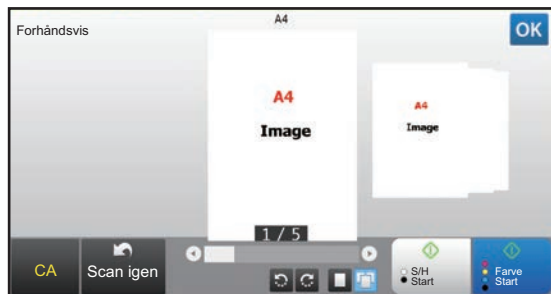 A4
Forhåndsvis
OK
A4
Image
A4
Image
1 / 5
CA
Scan igen
S/H
Start
Farve
Start